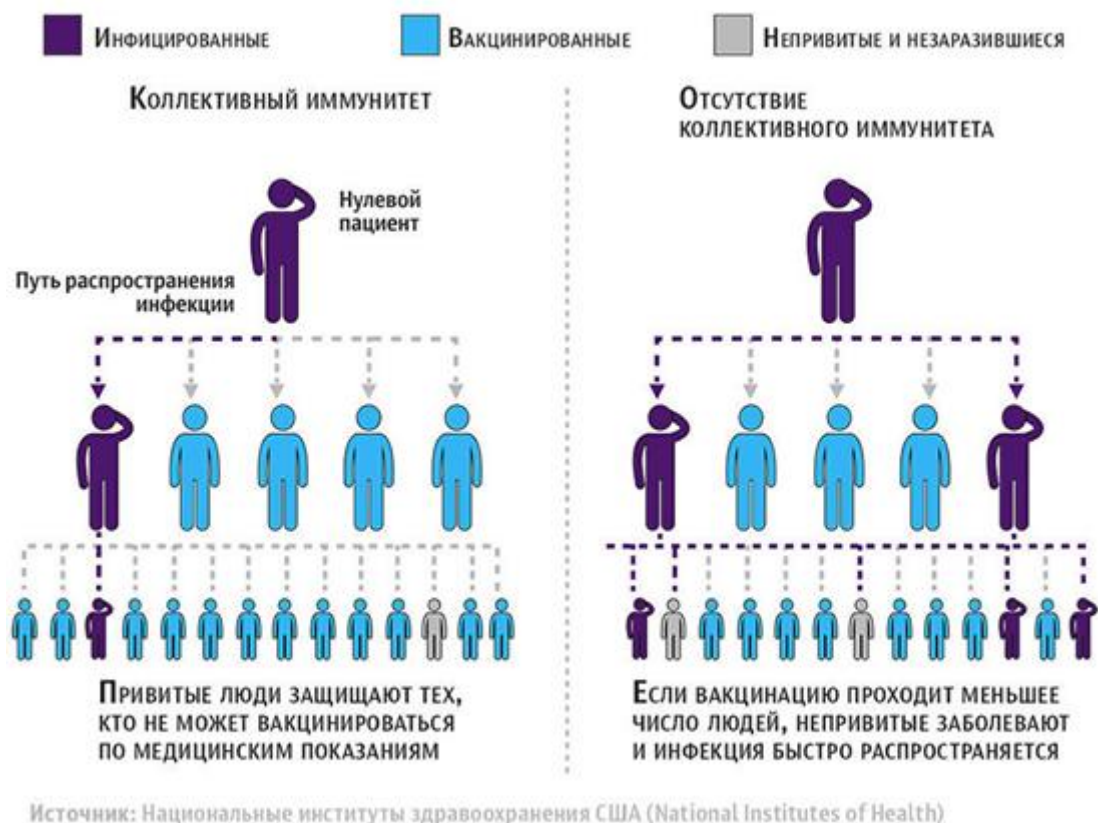 Инфицированные
Вакцинированные
Непривитые и незаразившиеся
Коллективный иммунитет
Отсутствие
коллективного иммунитета
Нулевой
пациент
Путь распространения
инфекции
Привитые люди защищают тех,
кто не может вакцинироваться
по медицинским показаниям
Если вакцинацию проходит меньшее
число людей, непривитые заболевают
и инфекция быстро распространяется
Источник: Национальные институты здравоохранения США (National Institutes of Health)